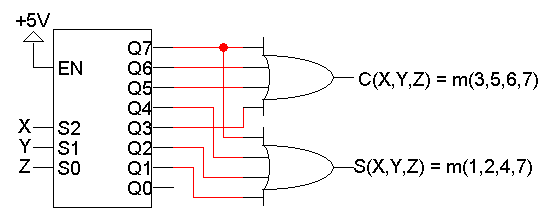 +5V
EN
X
Y
Z
S2
S1
S0
Q7
Q6
Q5
Q4
Q3
Q2
Q1
Q0
C(X,Y,Z) = m(3,5,6,7)
S(X,Y,Z) = m(1,2,4,7)